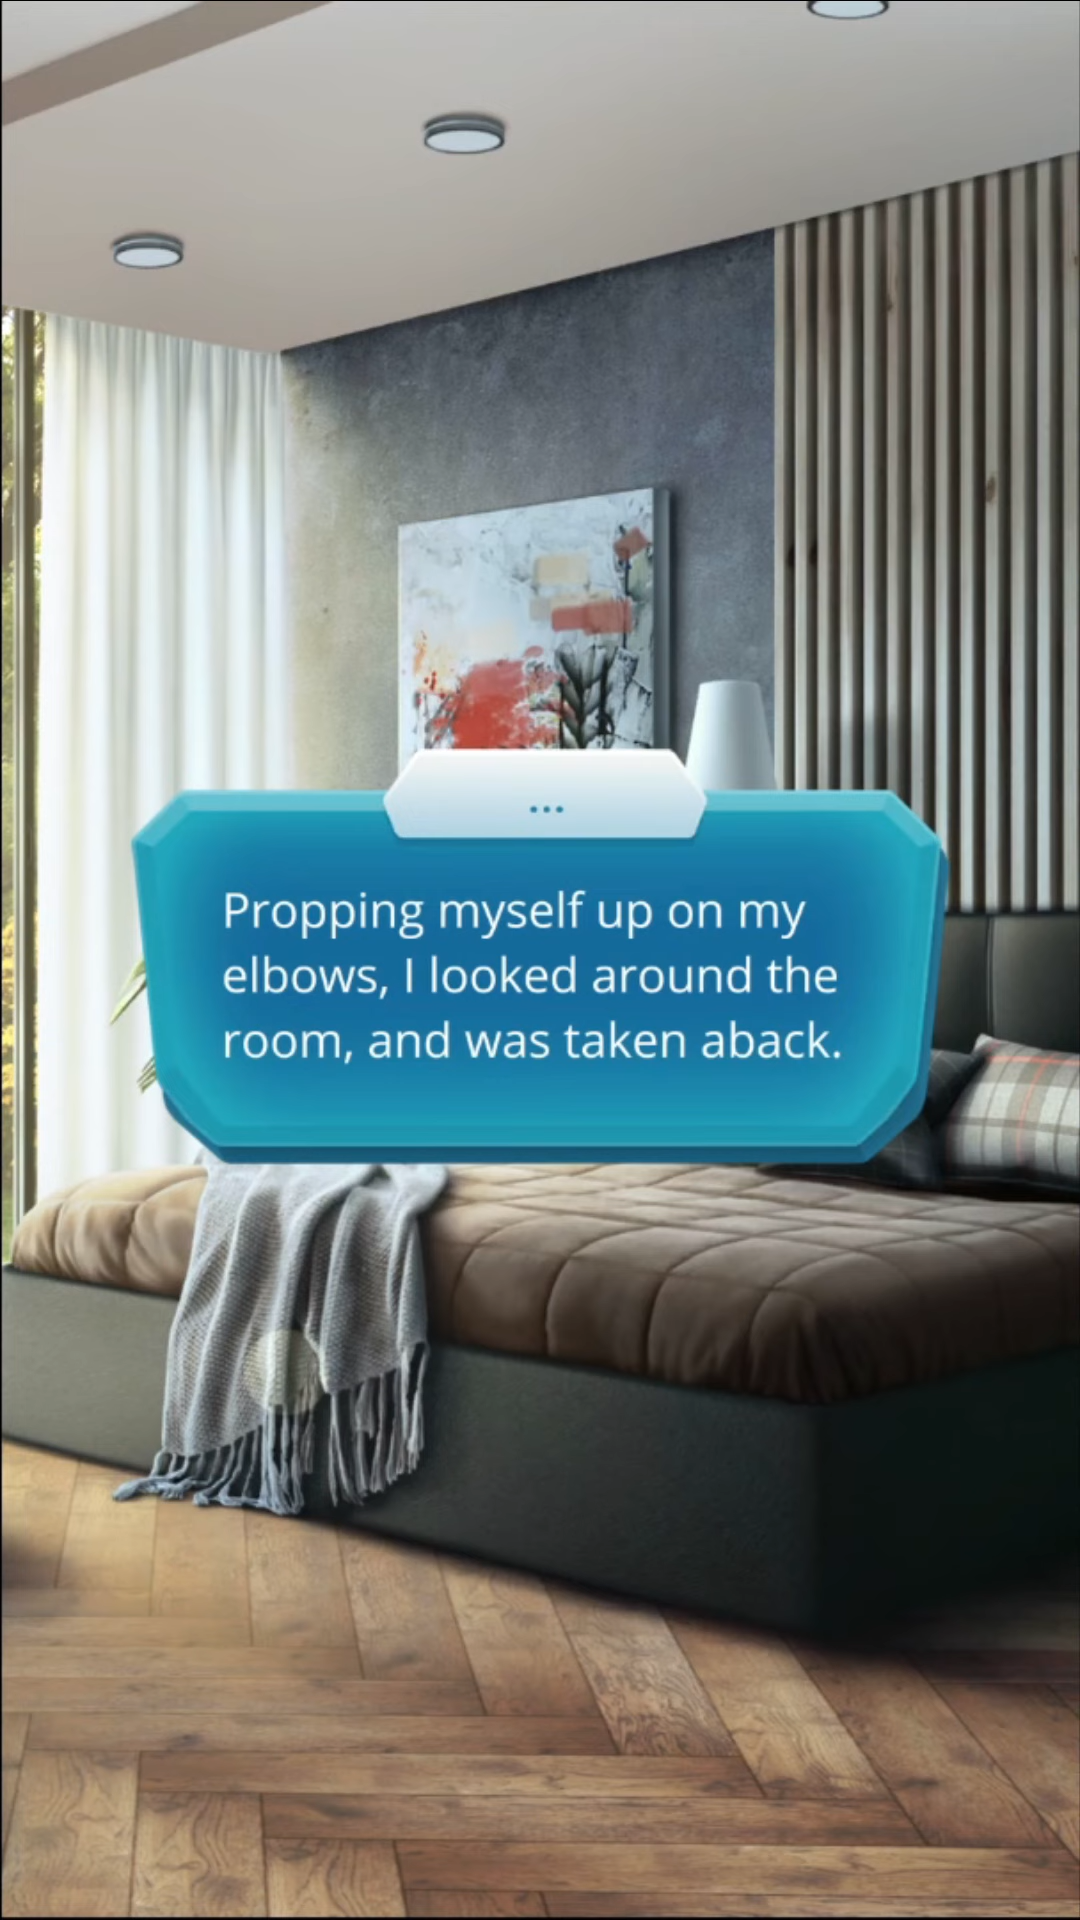 ...
Propping myself up on my
elbows, I looked around the
room, and was taken aback.